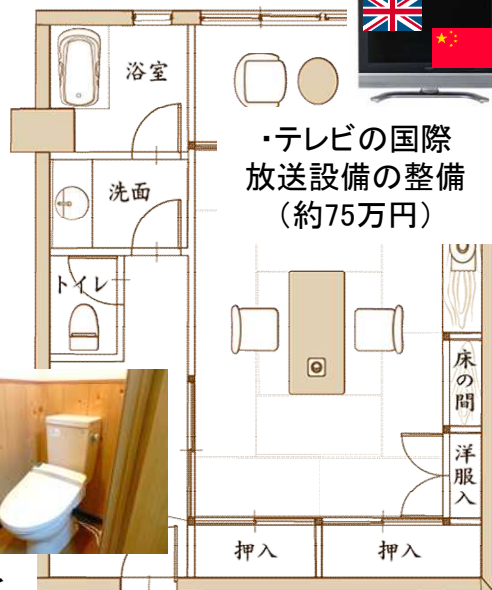 浴室
・テレビの国際
放送設備の整備
（約75万円）
洗面
トイレ
床の間
洋服入
押入
押入